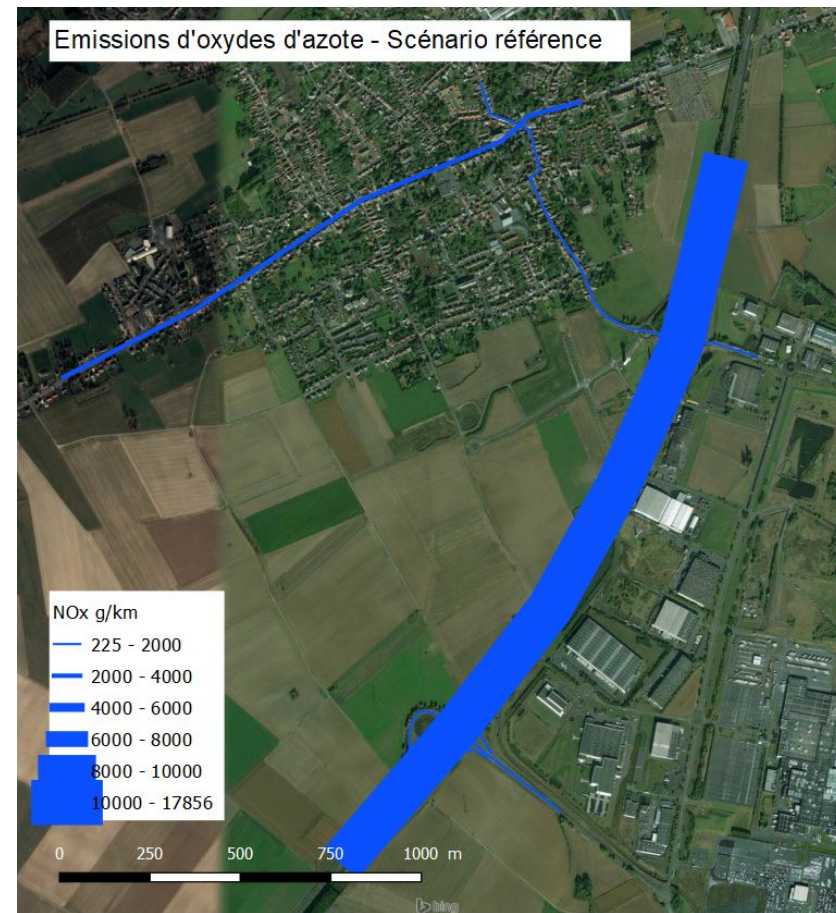 Emissions d'oxydes d'azote - Scénario référence
NOx g/km
225 - 2000
2000 - 4000
4000 - 6000
6000 - 8000
8000 - 10000
10000 - 17856
0 250 500 750 1000 m
bing